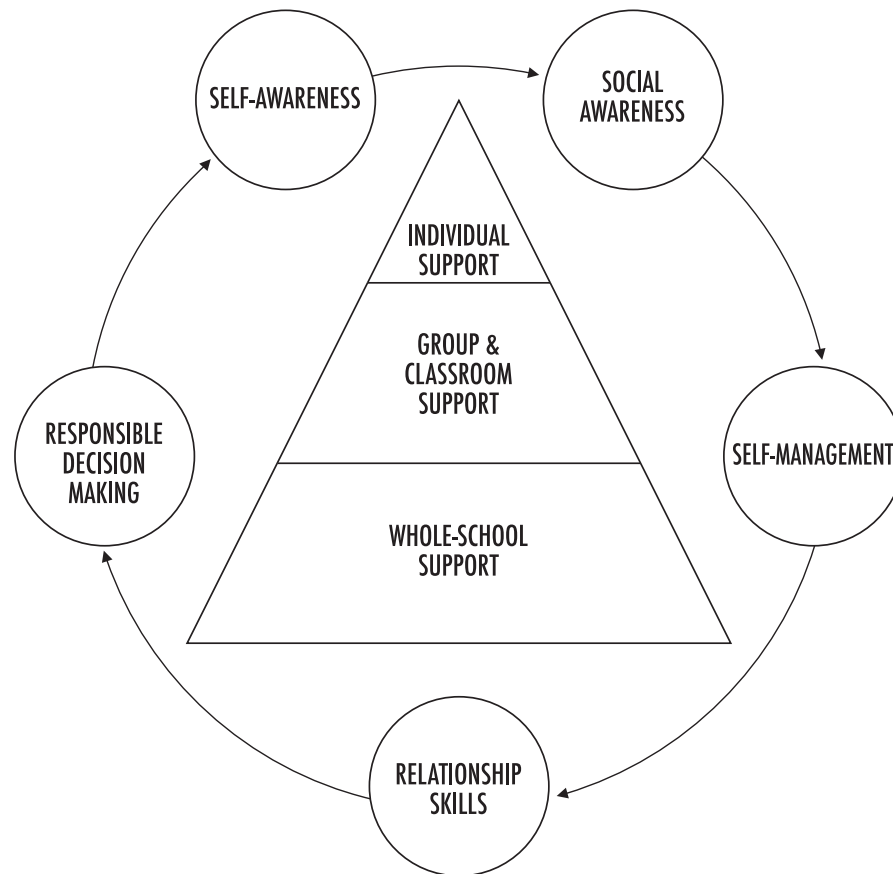 SELF-AWARENESS
SOCIAL
AWARENESS
INDIVIDUAL
SUPPORT
GROUP &
CLASSROOM
SUPPORT
RESPONSIBLE
DECISION
MAKING
SELF-MANAGEMENT
WHOLE-SCHOOL
SUPPORT
RELATIONSHIP
SKILLS